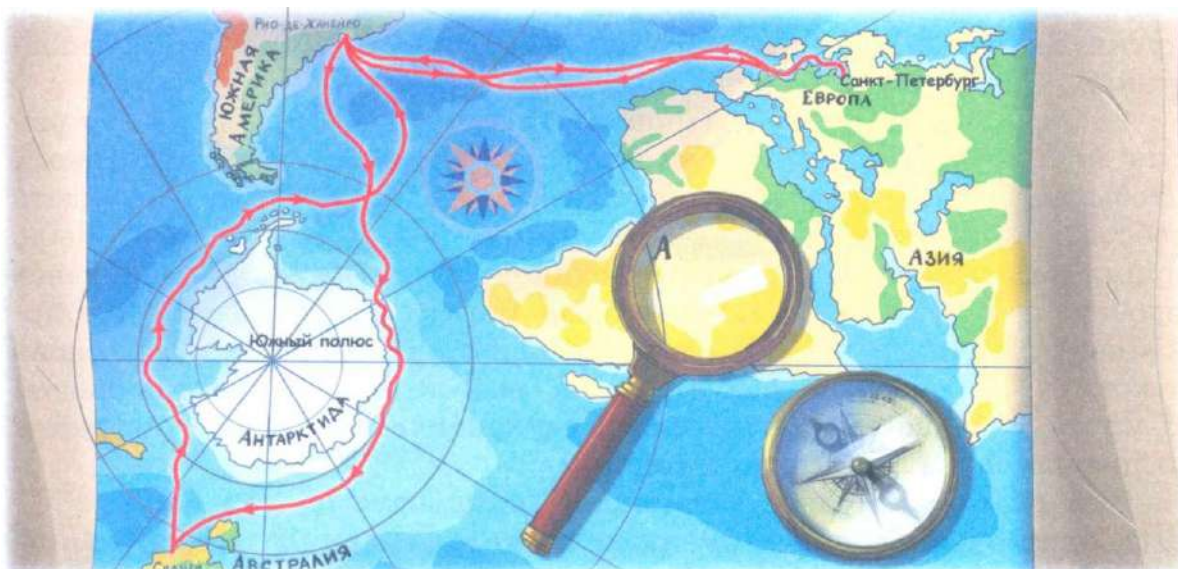 Рио-де-Жанейро
ЮЖНАЯ
АМЕРИКА
Санкт-Петербург
ЕВРОПА
А
АЗИЯ
Южный полюс
АНТАРКТИДА
АВСТРАЛИЯ